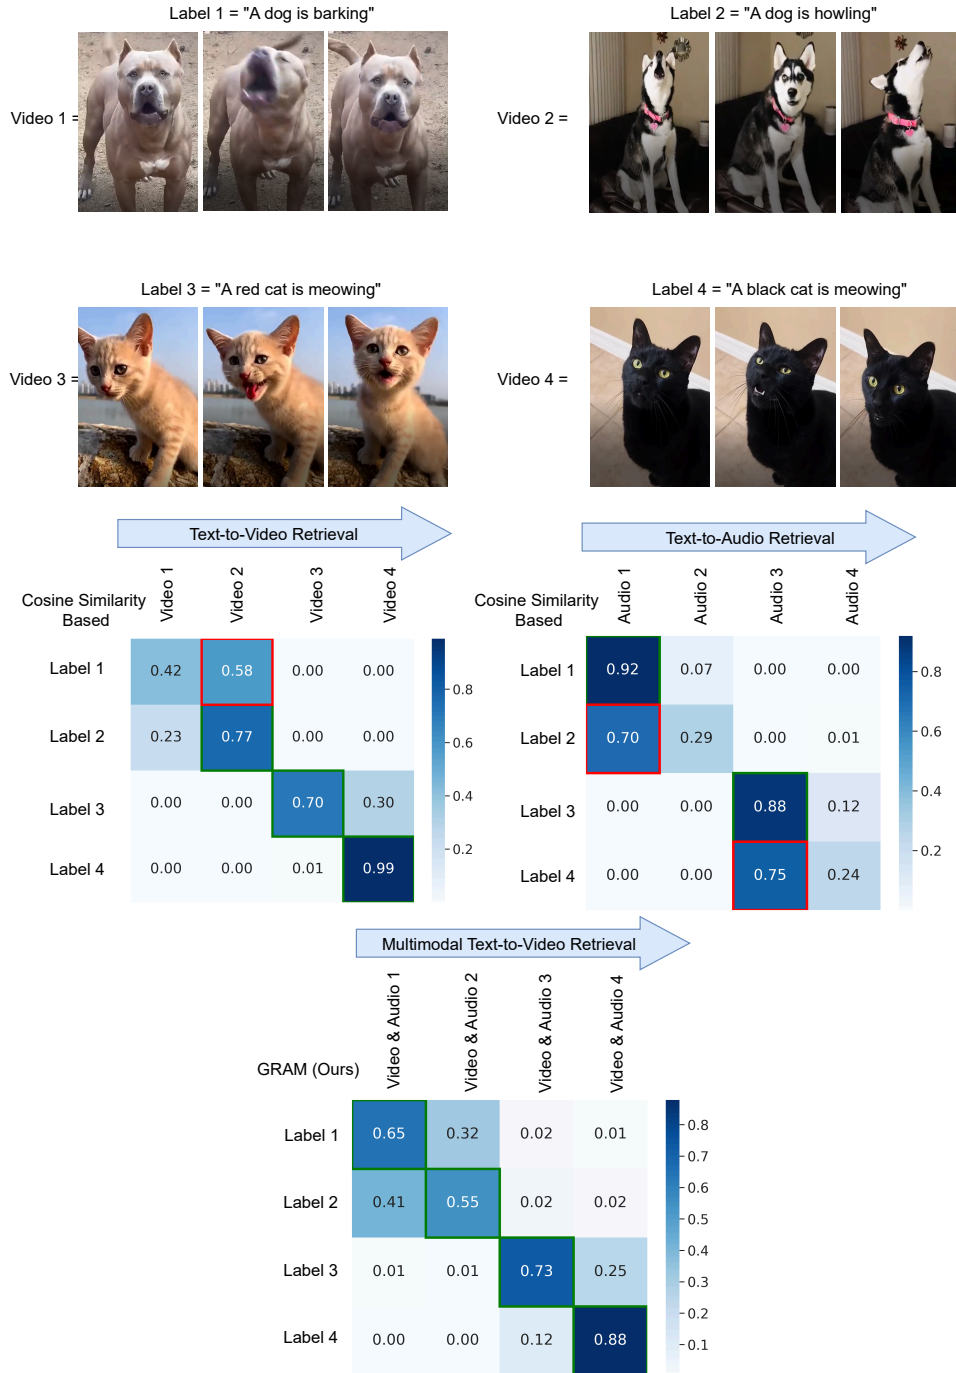 Label 1 = "A dog is barking"
Label 2 = "A dog is howling"
Video 1 =
Video 2 =
Label 3 = "A red cat is meowing"
Label 4 = "A black cat is meowing"
Video 3 =
Video 4 =
Text-to-Video Retrieval
Cosine Similarity
Based
Video 1
Video 2
Video 3
Video 4
Label 1 0.42 0.58 0.00 0.00
Label 2 0.23 0.77 0.00 0.00
Label 3 0.00 0.00 0.70 0.30
Label 4 0.00 0.00 0.01 0.99
0.8
0.6
0.4
0.2
Text-to-Audio Retrieval
Cosine Similarity
Based
Audio 1
Audio 2
Audio 3
Audio 4
Label 1 0.92 0.07 0.00 0.00
Label 2 0.70 0.29 0.00 0.01
Label 3 0.00 0.00 0.88 0.12
Label 4 0.00 0.00 0.75 0.24
0.8
0.6
0.4
0.2
Multimodal Text-to-Video Retrieval
GRAM (Ours)
Video & Audio 1
Video & Audio 2
Video & Audio 3
Video & Audio 4
Label 1 0.65 0.32 0.02 0.01
Label 2 0.41 0.55 0.02 0.02
Label 3 0.01 0.01 0.73 0.25
Label 4 0.00 0.00 0.12 0.88
0.8
0.7
0.6
0.5
0.4
0.3
0.2
0.1